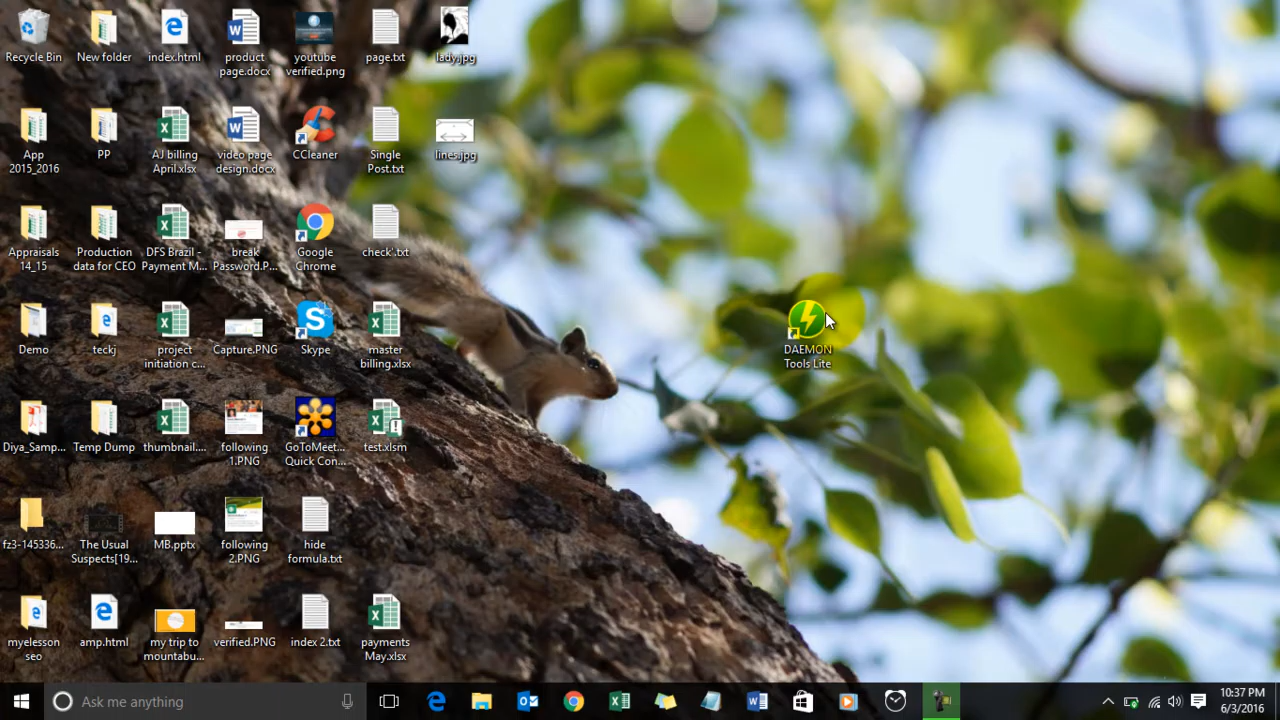 Recycle Bin
New folder
index.html
product
page.docx
youtube
verified.png
page.txt
lady.jpg
App
2015_2016
PP
AJ billing
April.xlsx
video page
design.docx
CCleaner
Single
Post.txt
lines.jpg
Appraisals
14_15
Production
data for CEO
DFS Brazil -
Payment M...
break
Password.P...
Google
Chrome
check'.txt
Demo
teckj
project
initiation c...
Capture.PNG
Skype
master
billing.xlsx
DAEMON
Tools Lite
Diya_Samp...
Temp Dump
thumbnail....
following
1.PNG
GoToMeet...
Quick Con...
test.xlsm
fz3-145336...
The Usual
Suspects[19...
MB.pptx
following
2.PNG
hide
formula.txt
myelesson
seo
amp.html
my trip to
mountabu...
verified.PNG
index 2.txt
payments
May.xlsx
Ask me anything
10:37 PM
6/3/2016